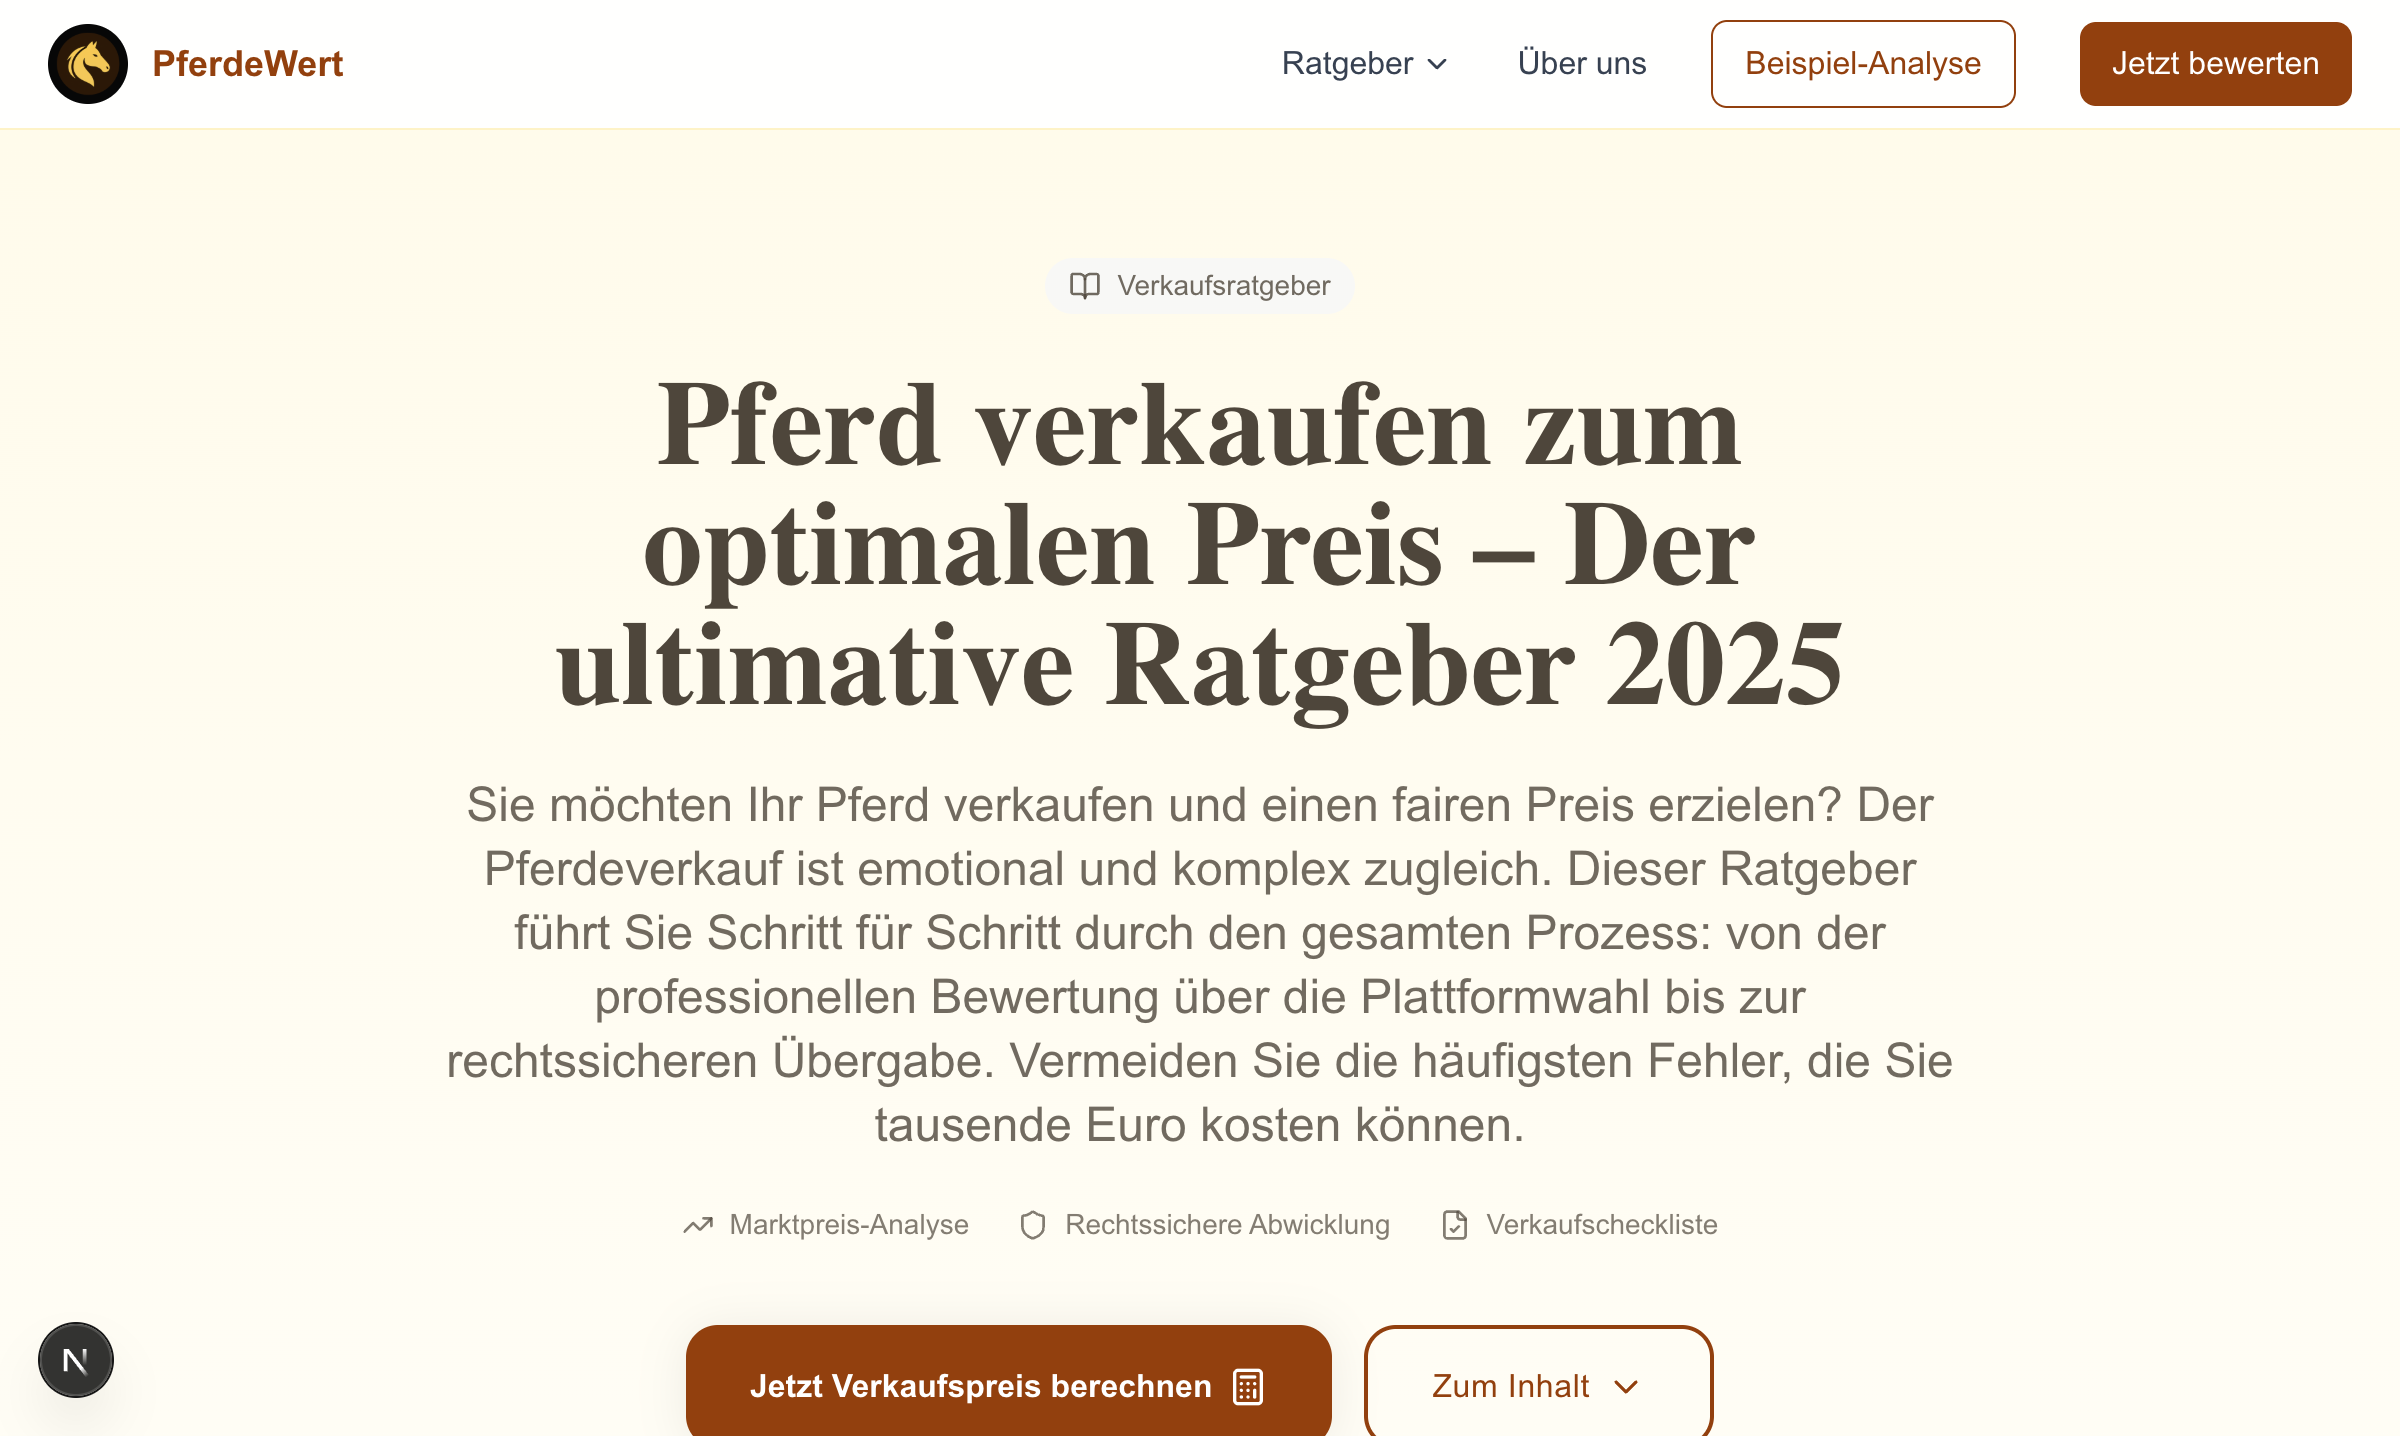 PferdeWert
Ratgeber
Über uns
Beispiel-Analyse
Jetzt bewerten
Verkaufsratgeber
Pferd verkaufen zum
optimalen Preis – Der
ultimative Ratgeber 2025
Sie möchten Ihr Pferd verkaufen und einen fairen Preis erzielen? Der
Pferdeverkauf ist emotional und komplex zugleich. Dieser Ratgeber
führt Sie Schritt für Schritt durch den gesamten Prozess: von der
professionellen Bewertung über die Plattformwahl bis zur
rechtssicheren Übergabe. Vermeiden Sie die häufigsten Fehler, die Sie
tausende Euro kosten können.
Marktpreis-Analyse
Rechtssichere Abwicklung
Verkaufscheckliste
Jetzt Verkaufspreis berechnen
Zum Inhalt
N